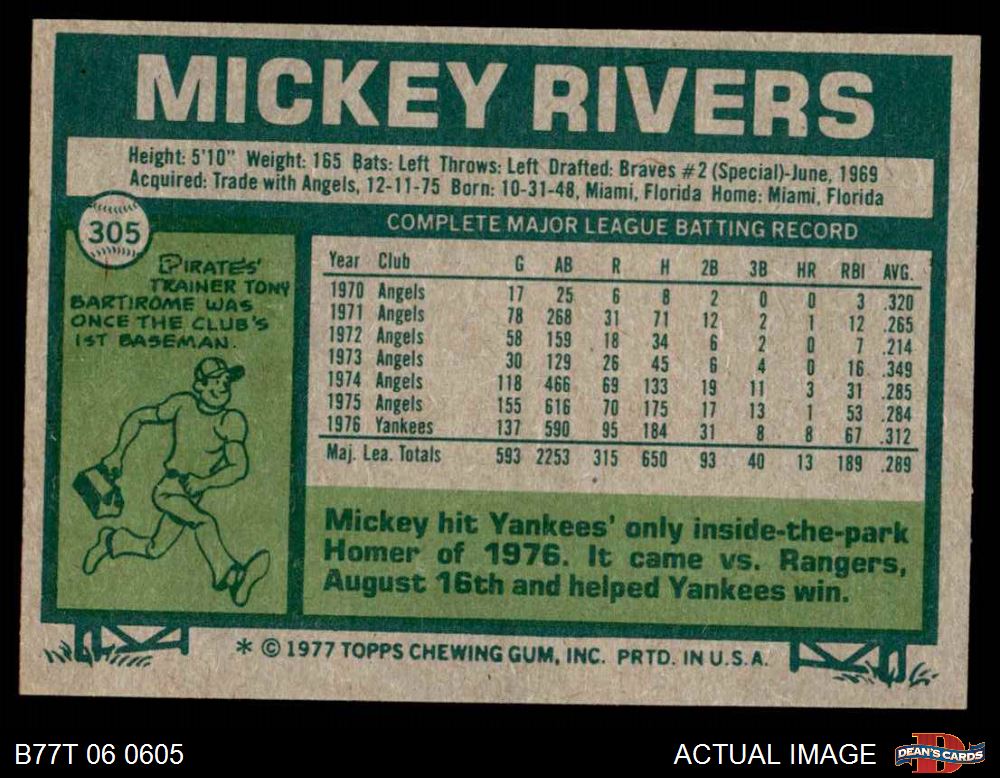 MICKEY RIVERS
Height: 5'10" Weight: 165 Bats: Left Throws: Left Drafted: Braves #2 (Special)-June, 1969
Acquired: Trade with Angels, 12-11-75 Born: 10-31-48, Miami, Florida Home: Miami, Florida
305
PIRATES'
TRAINER TONY
BARTIROME WAS
ONCE THE CLUB'S
1ST BASEMAN.
COMPLETE MAJOR LEAGUE BATTING RECORD
Year Club G AB R H 2B 3B HR RBI AVG.
1970 Angels 17 25 6 8 2 0 0 3 .320
1971 Angels 78 268 31 71 12 2 1 12 .265
1972 Angels 58 159 18 34 6 2 0 7 .214
1973 Angels 30 129 26 45 6 4 0 16 .349
1974 Angels 118 466 69 133 19 11 3 31 .285
1975 Angels 155 616 70 175 17 13 1 53 .284
1976 Yankees 137 590 95 184 31 8 8 67 .312
Maj. Lea. Totals 593 2253 315 650 93 40 13 189 .289
Mickey hit Yankees' only inside-the-park
Homer of 1976. It came vs. Rangers,
August 16th and helped Yankees win.
* © 1977 TOPPS CHEWING GUM, INC. PRTD. IN U.S.A.
B77T 06 0605
ACTUAL IMAGE
D
DEAN'S CARDS